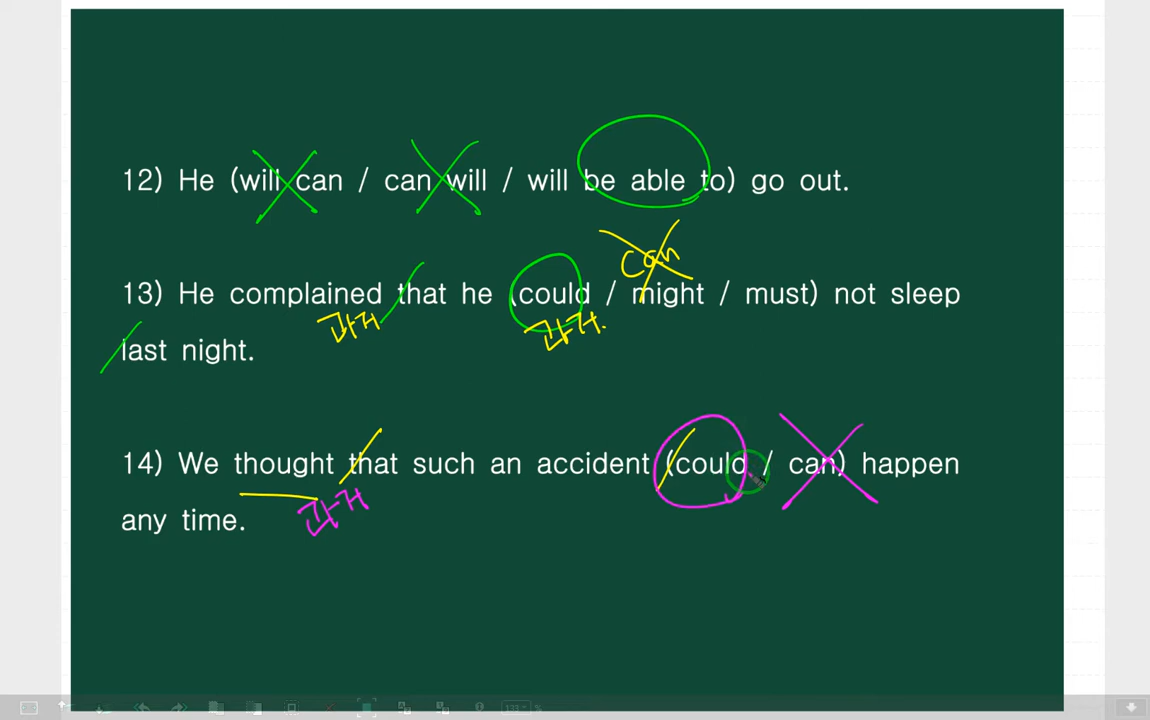 12) He (will can / can will / will be able to) go out.
can
13) He complained that he (could / might / must) not sleep
과거 과거.
last night.
14) We thought that such an accident (could / can) happen
과거
any time.
133 %